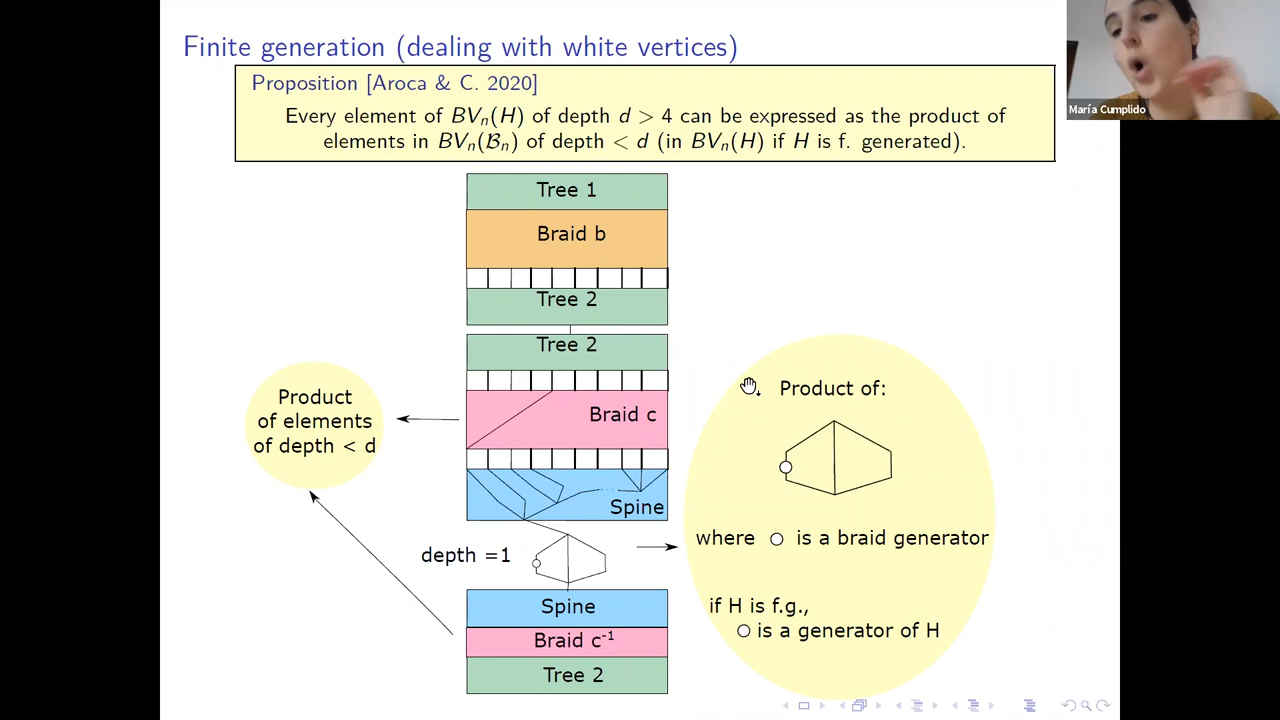 Finite generation (dealing with white vertices)
Proposition [Aroca & C. 2020]
Every element of BVₙ(H) of depth d > 4 can be expressed as the product of
elements in BVₙ(ℬₙ) of depth < d (in BVₙ(H) if H is f. generated).
María Cumplido
Tree 1
Braid b
Tree 2
Tree 2
Braid c
Spine
depth =1
Spine
Braid c⁻¹
Tree 2
Product
of elements
of depth < d
Product of:
where is a braid generator
if H is f.g.,
is a generator of H